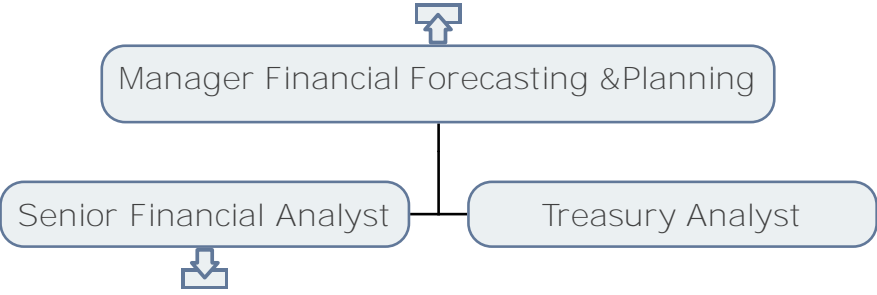 Manager Financial Forecasting &Planning
Senior Financial Analyst
Treasury Analyst